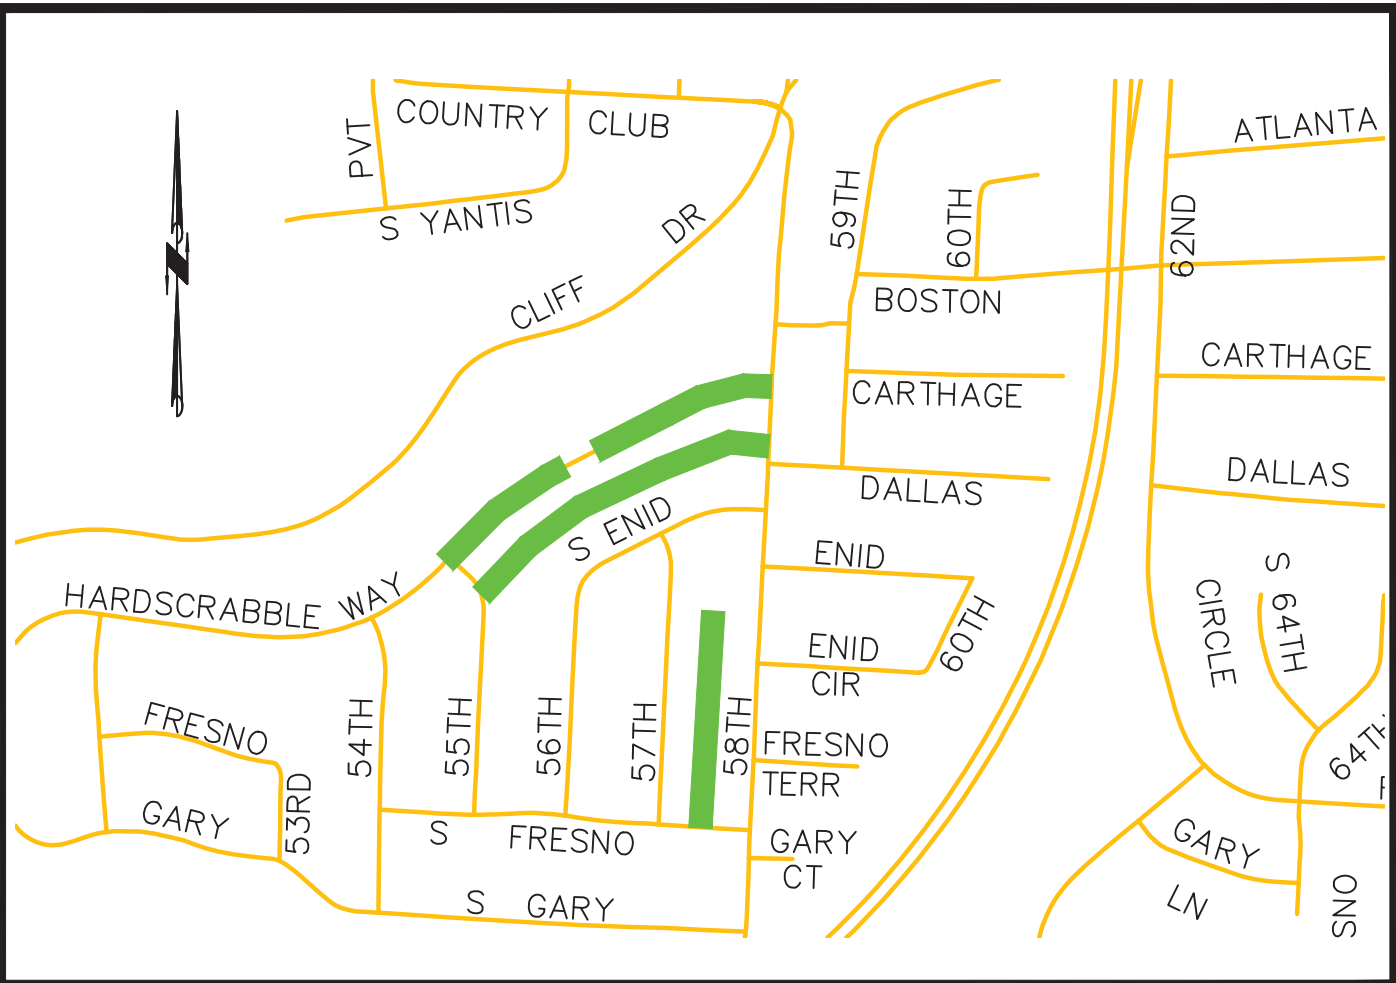 ATLANTA
COUNTRY CLUB
PVT
S YANTIS
DR
59TH
60TH
62ND
CLIFF
BOSTON
CARTHAGE
CARTHAGE
DALLAS
DALLAS
S ENID
ENID
HARDSCRABBLE WAY
ENID
CIR
60TH
CIRCLE
S 64TH
FRESNO
54TH
55TH
56TH
57TH
58TH
FRESNO
TERR
64TH
GARY
53RD
S FRESNO
GARY
CT
GARY
LN
S GARY
SNO